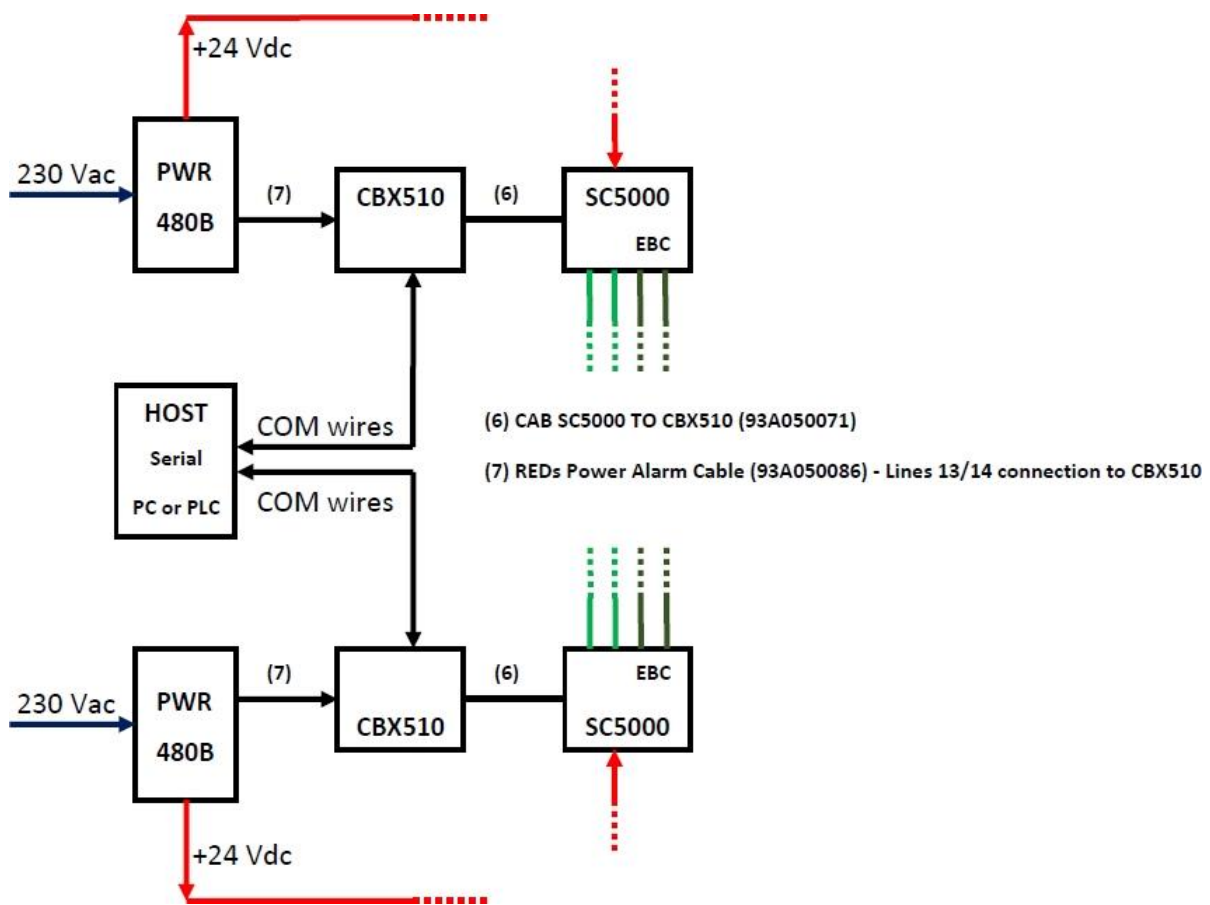 +24 Vdc
230 Vac
PWR
480B
(7)
CBX510
(6)
SC5000
EBC
HOST
Serial
PC or PLC
COM wires
COM wires
(6) CAB SC5000 TO CBX510 (93A050071)
(7) REDs Power Alarm Cable (93A050086) - Lines 13/14 connection to CBX510
230 Vac
PWR
480B
(7)
CBX510
(6)
EBC
SC5000
+24 Vdc